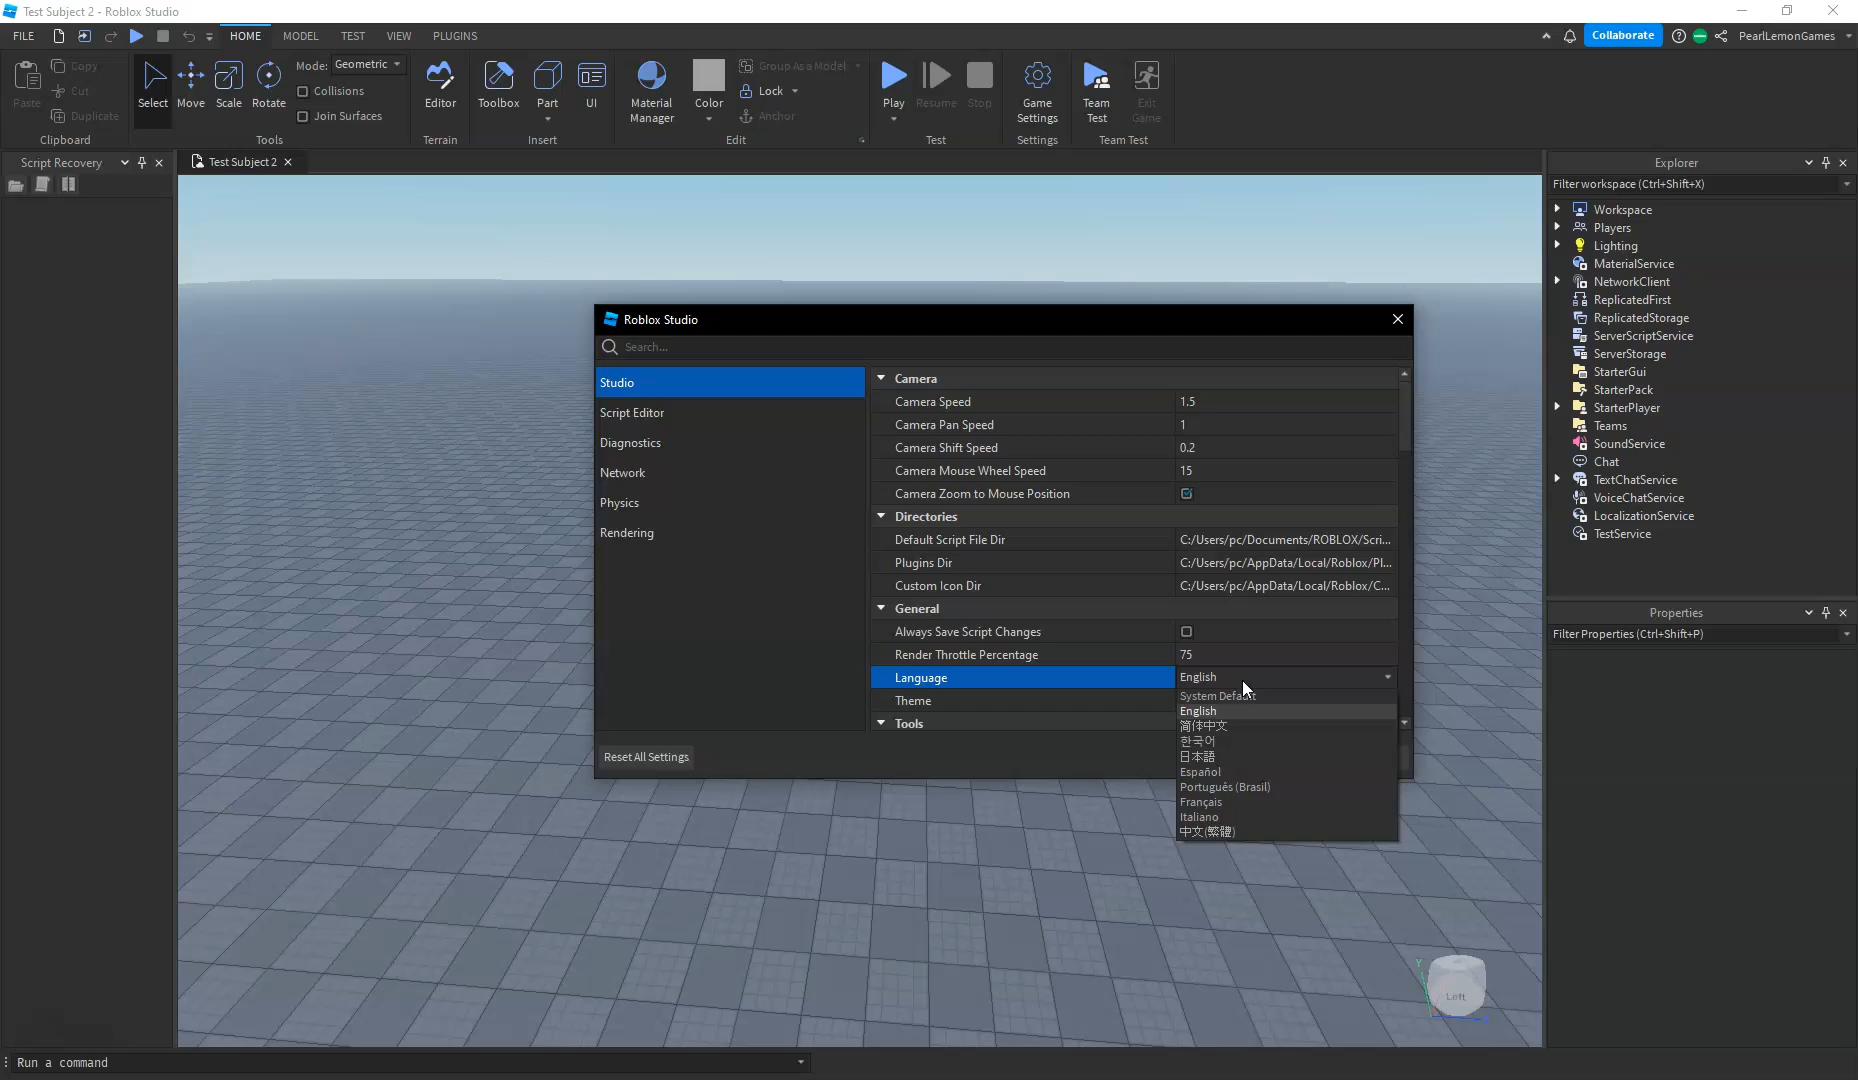 Test Subject 2 - Roblox Studio
FILE
HOME
MODEL
TEST
VIEW
PLUGINS
Collaborate
PearlLemonGames
Paste
Copy
Cut
Duplicate
Clipboard
Select
Move
Scale
Rotate
Mode: Geometric
Collisions
Join Surfaces
Tools
Editor
Terrain
Toolbox
Part
UI
Insert
Material
Manager
Color
Group As a Model
Lock
Anchor
Edit
Play
Resume
Stop
Test
Game
Settings
Settings
Team
Test
Exit
Game
Team Test
Script Recovery
Test Subject 2
Roblox Studio
Search...
Studio
Script Editor
Diagnostics
Network
Physics
Rendering
Camera
Camera Speed 1.5
Camera Pan Speed 1
Camera Shift Speed 0.2
Camera Mouse Wheel Speed 15
Camera Zoom to Mouse Position
Directories
Default Script File Dir C:/Users/pc/Documents/ROBLOX/Scri...
Plugins Dir C:/Users/pc/AppData/Local/Roblox/Pl...
Custom Icon Dir C:/Users/pc/AppData/Local/Roblox/C...
General
Always Save Script Changes
Render Throttle Percentage 75
Language English
Theme
Tools
System Default
English
简体中文
한국어
日本語
Español
Português (Brasil)
Français
Italiano
中文(繁體)
Reset All Settings
Explorer
Filter workspace (Ctrl+Shift+X)
Workspace
Players
Lighting
MaterialService
NetworkClient
ReplicatedFirst
ReplicatedStorage
ServerScriptService
ServerStorage
StarterGui
StarterPack
StarterPlayer
Teams
SoundService
Chat
TextChatService
VoiceChatService
LocalizationService
TestService
Properties
Filter Properties (Ctrl+Shift+P)
Y
Left
Run a command